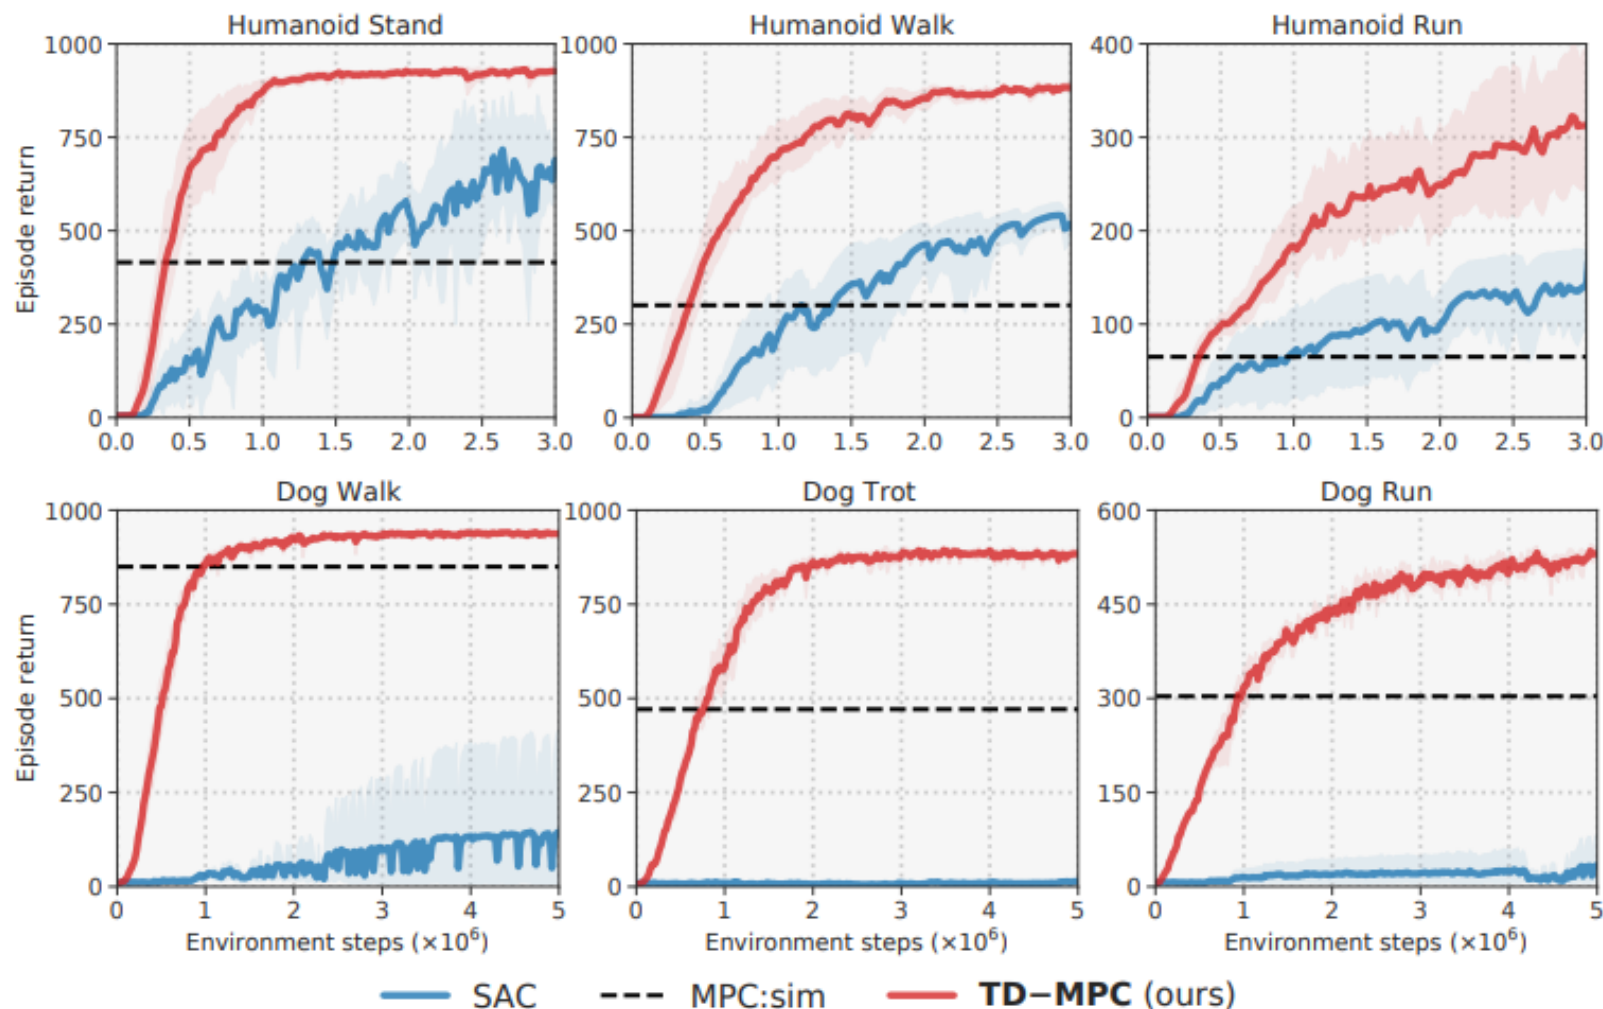 Humanoid Stand
Humanoid Walk
Humanoid Run
1000
750
500
250
0
Episode return
0.0 0.5 1.0 1.5 2.0 2.5 3.0
1000
750
500
250
0
0.0 0.5 1.0 1.5 2.0 2.5 3.0
400
300
200
100
0
0.0 0.5 1.0 1.5 2.0 2.5 3.0
Dog Walk
Dog Trot
Dog Run
1000
750
500
250
0
Episode return
0 1 2 3 4 5
Environment steps (×10⁶)
1000
750
500
250
0
0 1 2 3 4 5
Environment steps (×10⁶)
600
450
300
150
0
0 1 2 3 4 5
Environment steps (×10⁶)
SAC MPC:sim TD−MPC (ours)